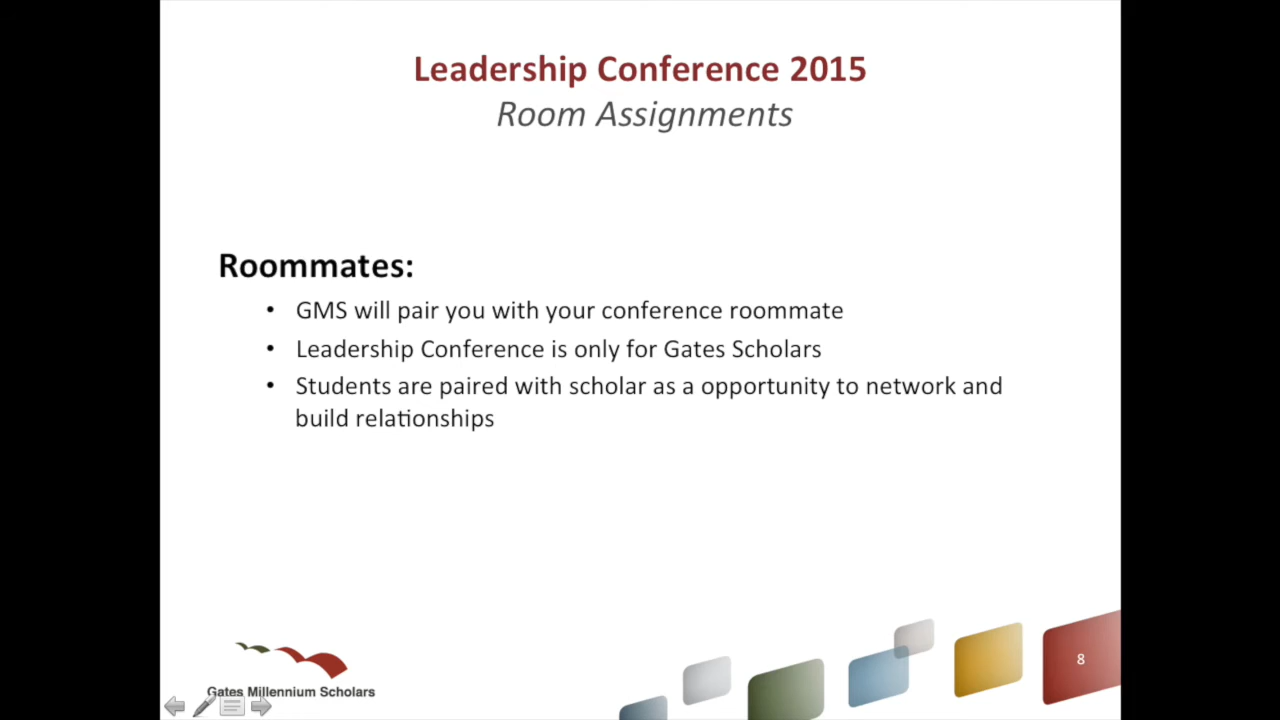 Leadership Conference 2015
Room Assignments
Roommates:
• GMS will pair you with your conference roommate
• Leadership Conference is only for Gates Scholars
• Students are paired with scholar as a opportunity to network and
build relationships
Gates Millennium Scholars
8